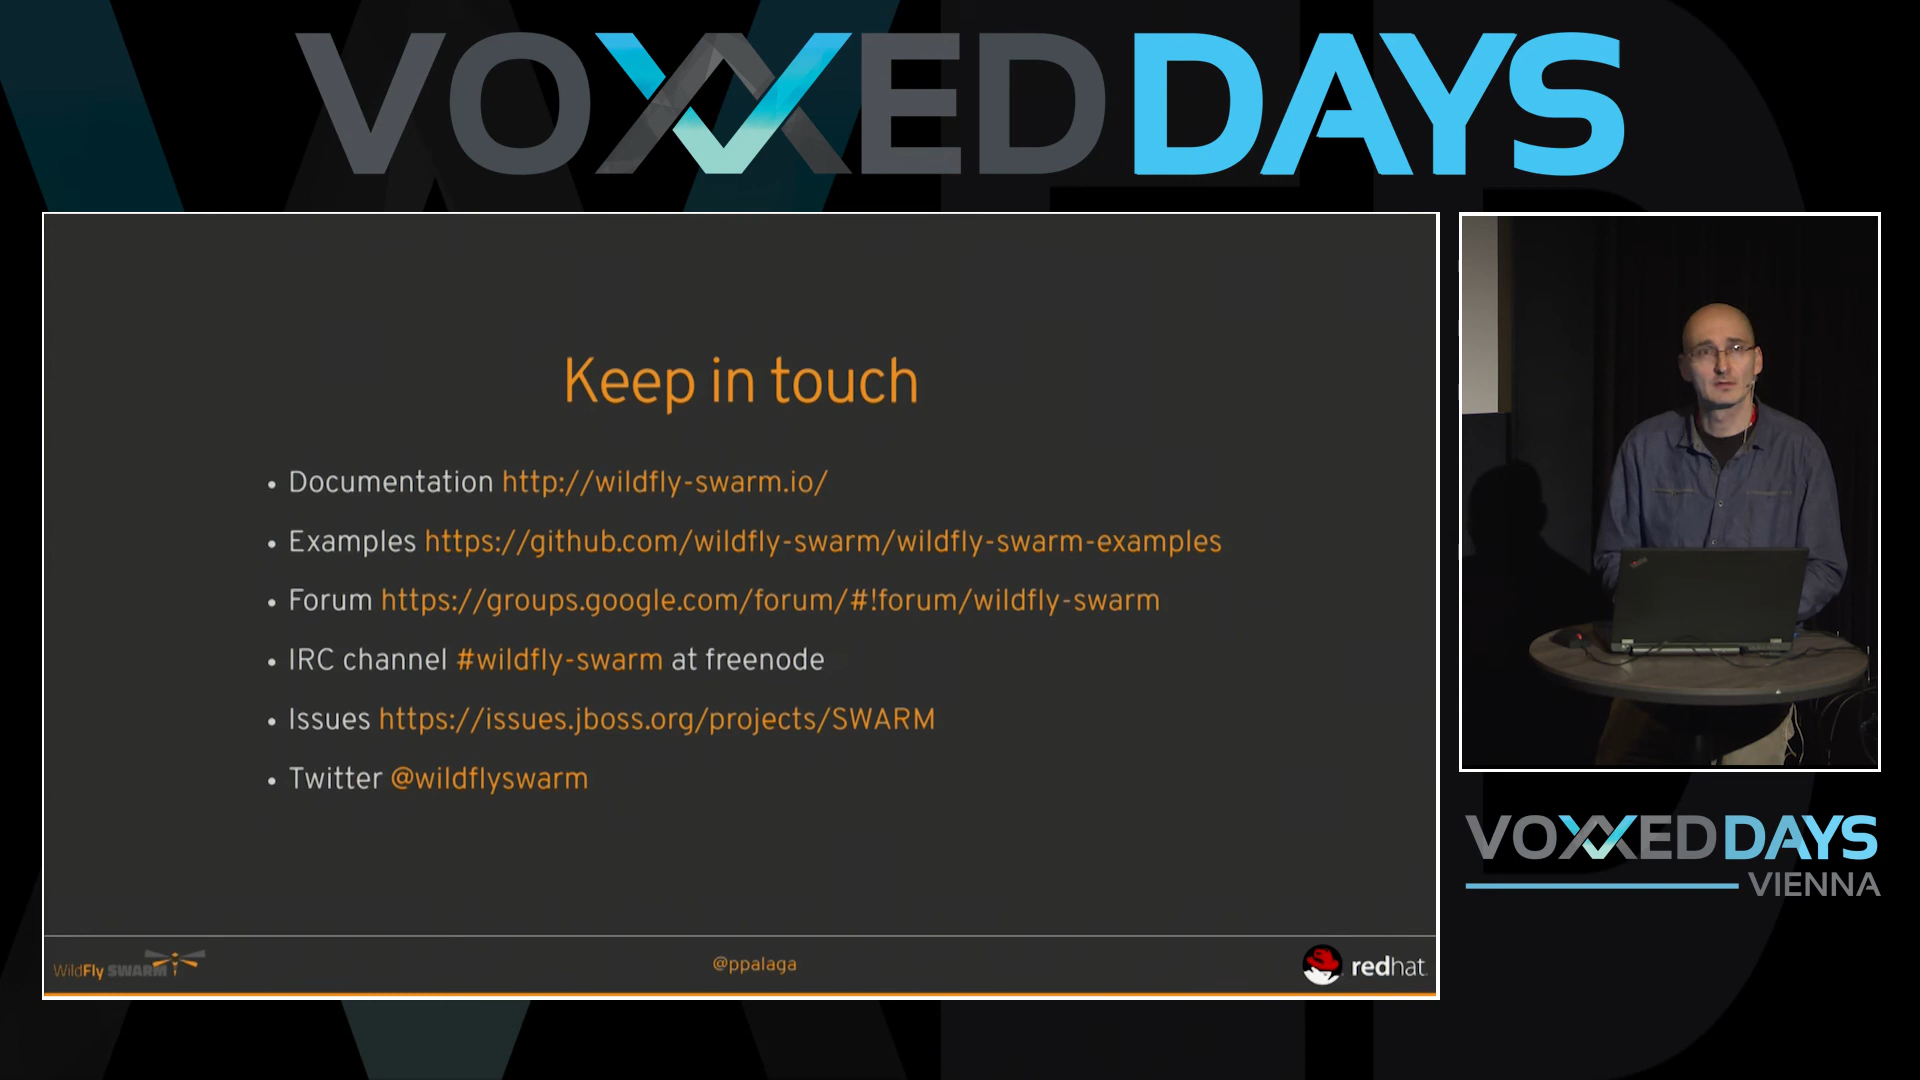 VOXXED DAYS
Keep in touch
• Documentation http://wildfly-swarm.io/
• Examples https://github.com/wildfly-swarm/wildfly-swarm-examples
• Forum https://groups.google.com/forum/#!forum/wildfly-swarm
• IRC channel #wildfly-swarm at freenode
• Issues https://issues.jboss.org/projects/SWARM
• Twitter @wildflyswarm
WildFly SWARM
@ppalaga
redhat.
VOXXED DAYS
VIENNA